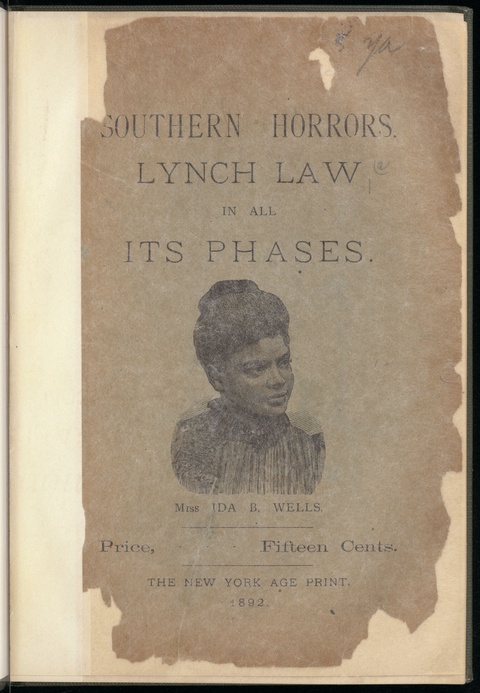 SOUTHERN HORRORS.
LYNCH LAW
IN ALL
ITS PHASES.
Miss IDA B. WELLS.
Price, Fifteen Cents.
THE NEW YORK AGE PRINT.
1892.